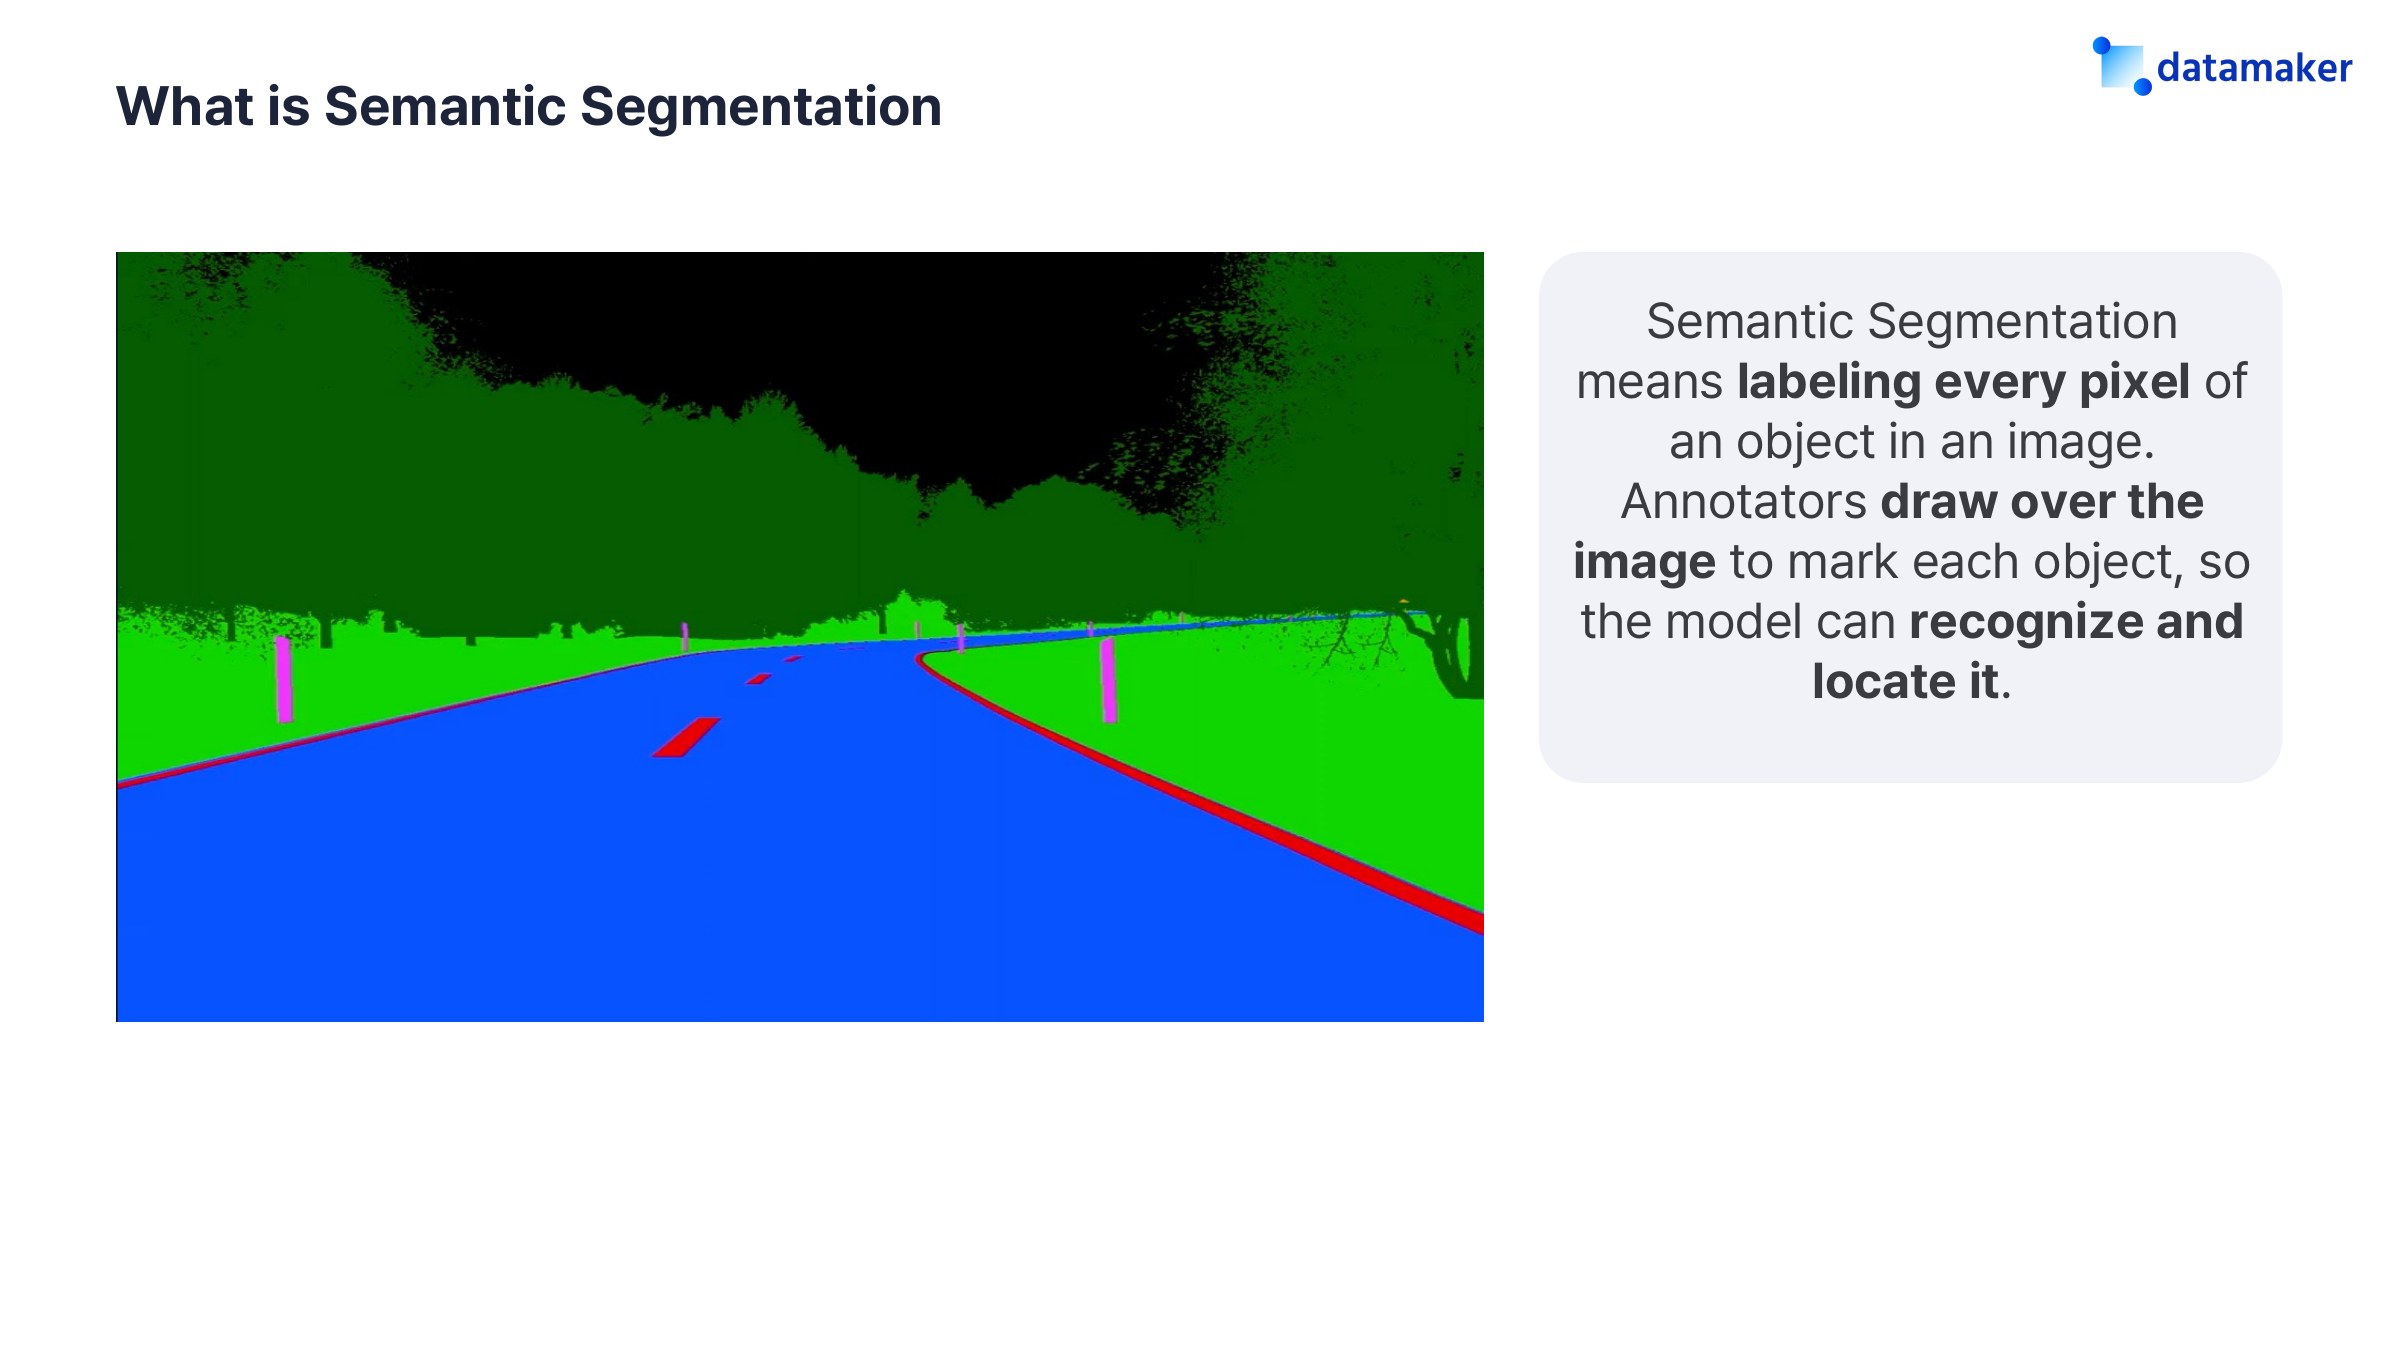 What is Semantic Segmentation
datamaker
Semantic Segmentation
means labeling every pixel of
an object in an image.
Annotators draw over the
image to mark each object, so
the model can recognize and
locate it.